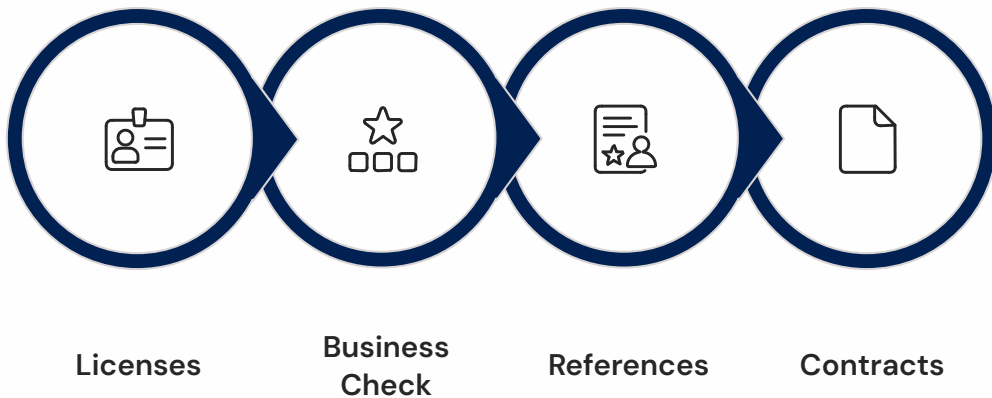 Licenses
Business
Check
References
Contracts